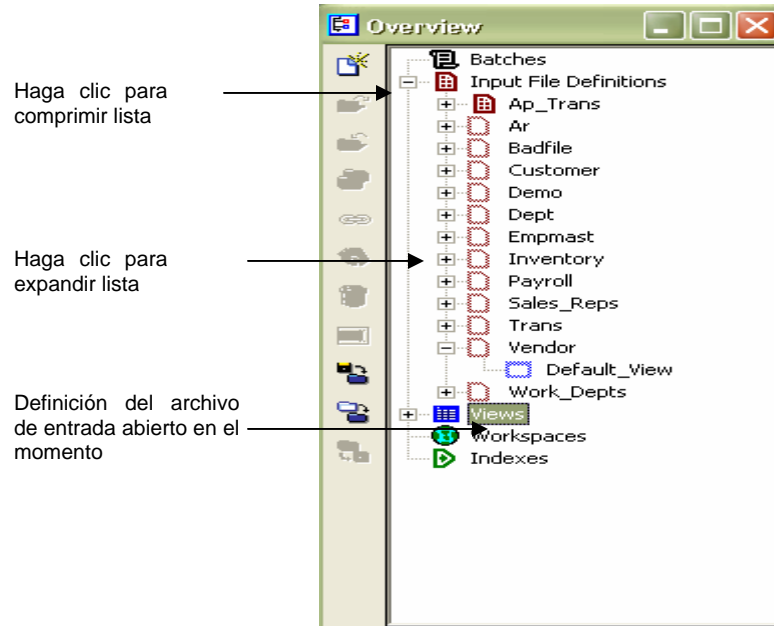 Overview
Batches
Input File Definitions
Haga clic para
comprimir lista
Ap_Trans
Ar
Badfile
Customer
Demo
Dept
Empmast
Haga clic para
expandir lista
Inventory
Payroll
Sales_Reps
Trans
Vendor
Default_View
Work_Depts
Definición del archivo
de entrada abierto en el
momento
Views
Workspaces
Indexes